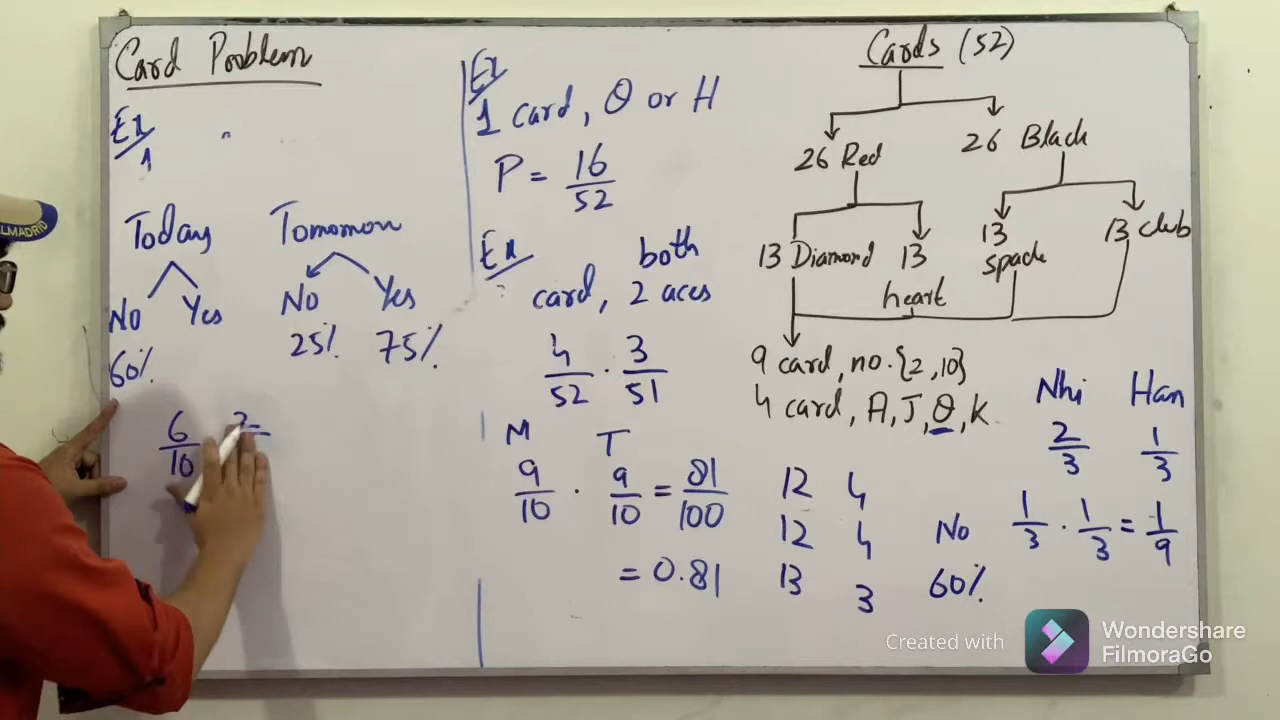 Card Problem
Ex
1
Today
No Yes
60%
6
10
Tomorrow
No Yes
25% 75%
Ex
1 card, Q or H
P = 16/52
Ex
both
card, 2 aces
4/52 · 3/51
M T
9/10 · 9/10 = 81/100
= 0.81
Cards (52)
26 Red
26 Black
13 Diamond
13 heart
13 spade
13 club
9 card, no. {2, 10}
4 card, A, J, Q, K
12 4
12 4
13 3
No
60%
Nhi Han
2/3 1/3
1/3 · 1/3 = 1/9
ALMADRID
Created with
Wondershare
FilmoraGo